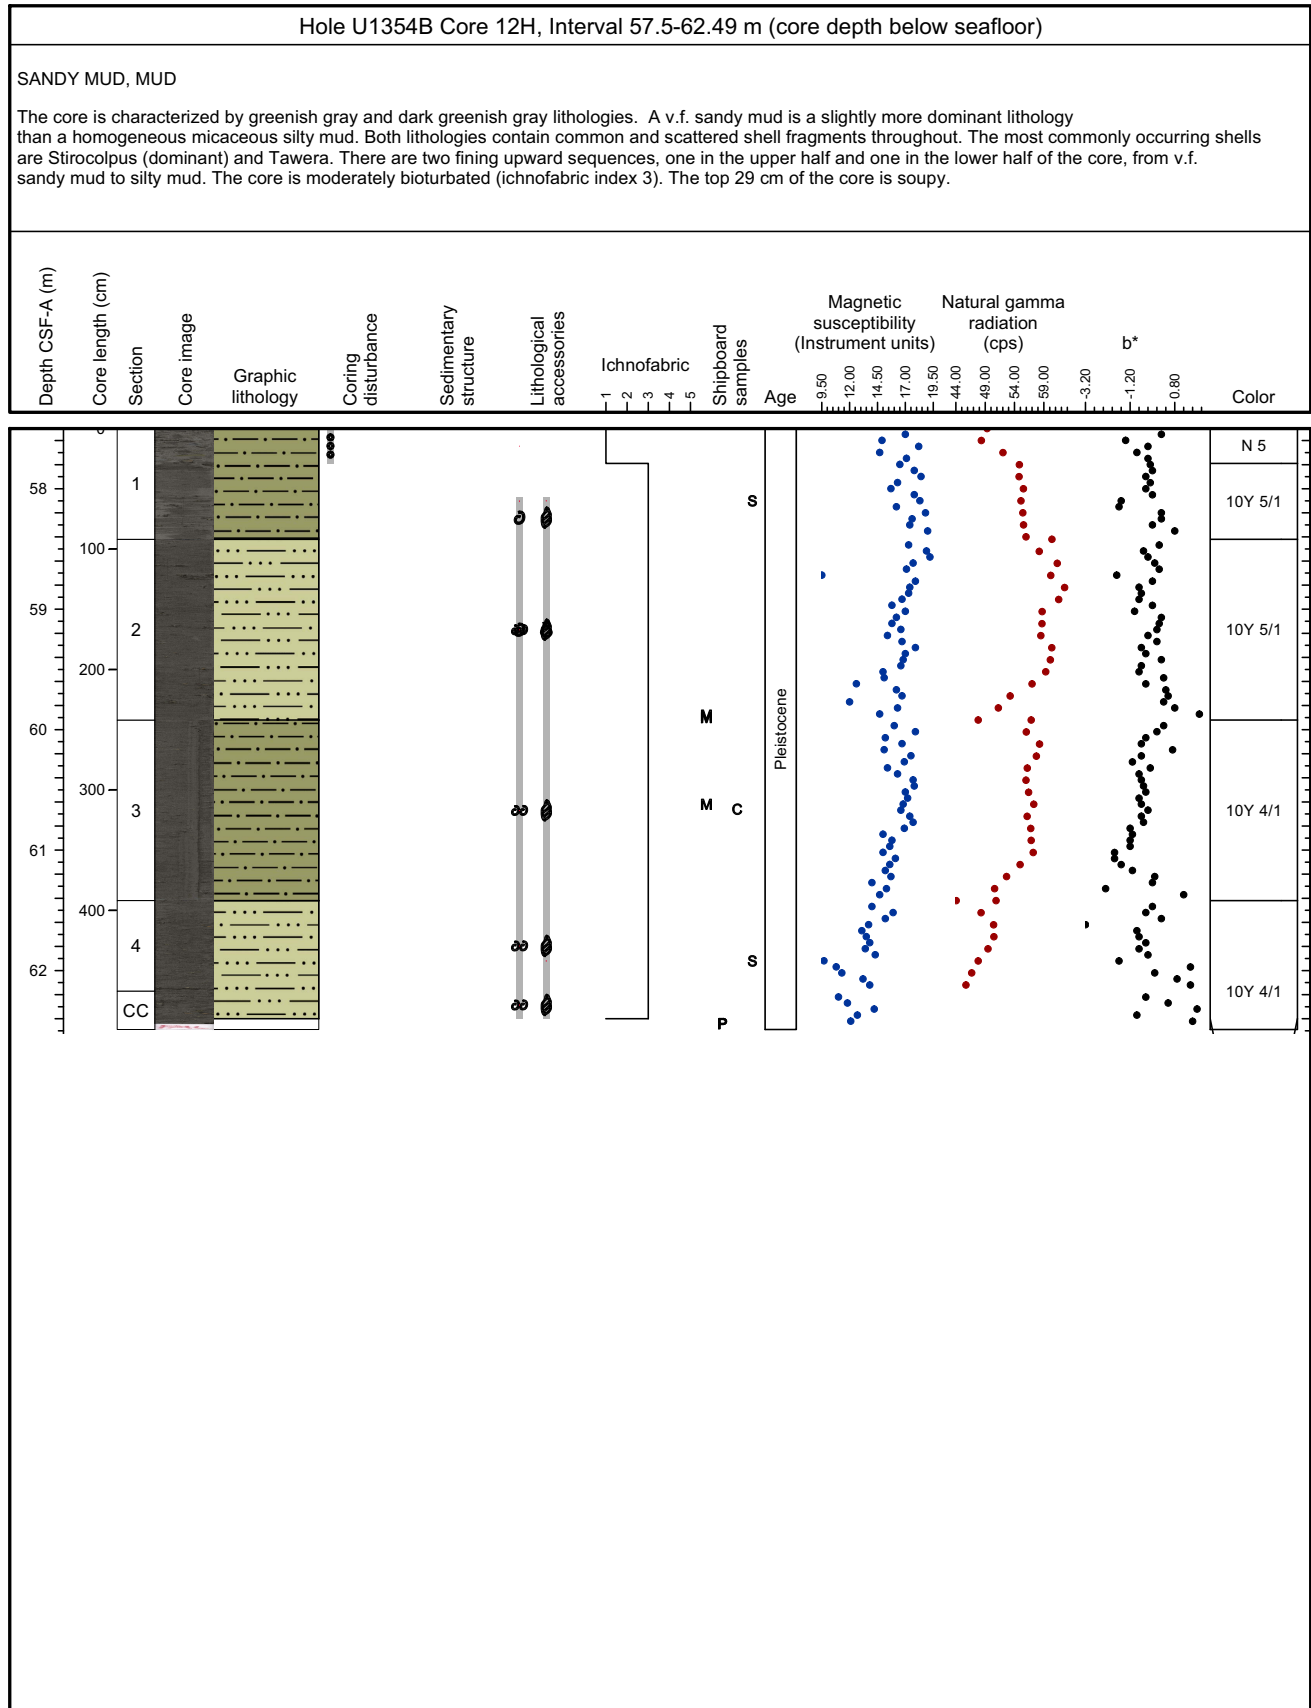 Hole U1354B Core 12H, Interval 57.5-62.49 m (core depth below seafloor)
SANDY MUD, MUD
The core is characterized by greenish gray and dark greenish gray lithologies.  A v.f. sandy mud is a slightly more dominant lithology
than a homogeneous micaceous silty mud. Both lithologies contain common and scattered shell fragments throughout. The most commonly occurring shells
are Stirocolpus (dominant) and Tawera. There are two fining upward sequences, one in the upper half and one in the lower half of the core, from v.f.
sandy mud to silty mud. The core is moderately bioturbated (ichnofabric index 3). The top 29 cm of the core is soupy.
Depth CSF-A (m)
Core length (cm)
Section
Core image
Graphic
lithology
Coring
disturbance
Sedimentary
structure
Lithological
accessories
Ichnofabric
1 2 3 4 5
Shipboard
samples
Age
Magnetic
susceptibility
(Instrument units)
9.50 12.00 14.50 17.00 19.50
Natural gamma
radiation
(cps)
44.00 49.00 54.00 59.00
b*
-3.20 -1.20 0.80
Color
0
1
N 5
58
S
10Y 5/1
100
59
2
10Y 5/1
200
Pleistocene
60
M
300
3
M C
10Y 4/1
61
400
4
62
S
10Y 4/1
CC
P